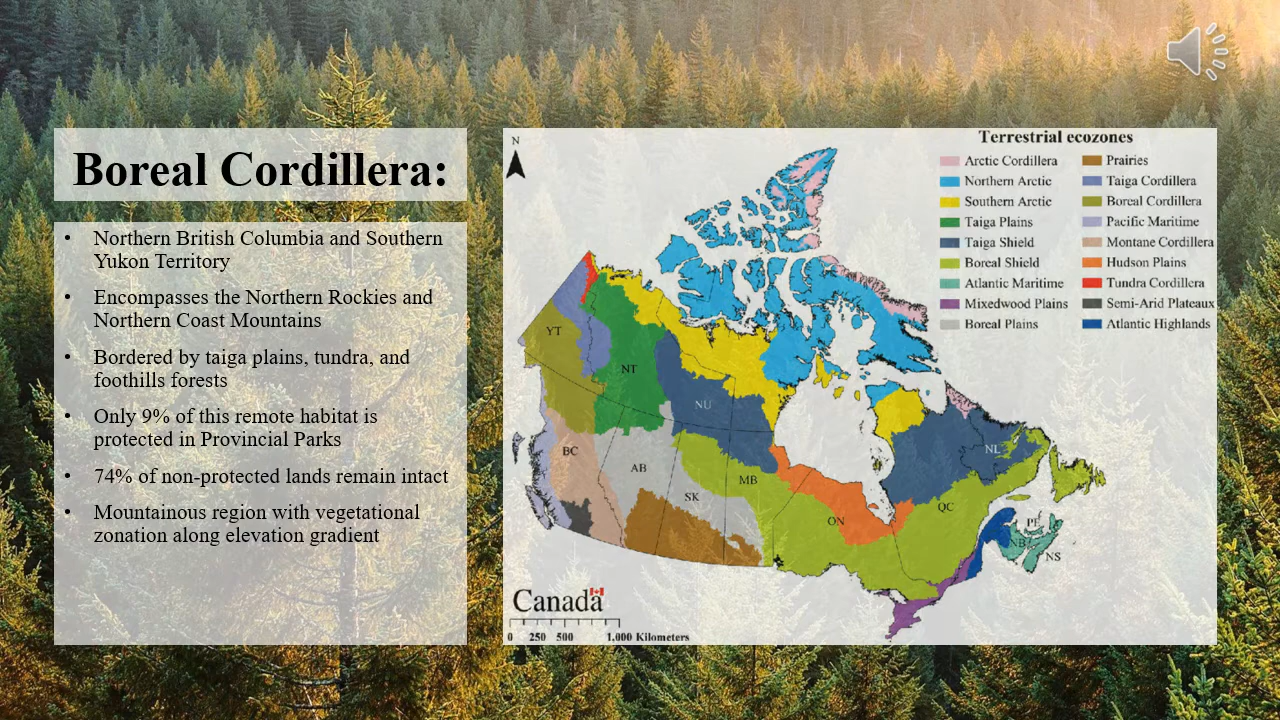 Boreal Cordillera:
• Northern British Columbia and Southern
Yukon Territory
• Encompasses the Northern Rockies and
Northern Coast Mountains
• Bordered by taiga plains, tundra, and
foothills forests
• Only 9% of this remote habitat is
protected in Provincial Parks
• 74% of non-protected lands remain intact
• Mountainous region with vegetational
zonation along elevation gradient
N
Terrestrial ecozones
Arctic Cordillera
Northern Arctic
Southern Arctic
Taiga Plains
Taiga Shield
Boreal Shield
Atlantic Maritime
Mixedwood Plains
Boreal Plains
Prairies
Taiga Cordillera
Boreal Cordillera
Pacific Maritime
Montane Cordillera
Hudson Plains
Tundra Cordillera
Semi-Arid Plateaux
Atlantic Highlands
YT
NT
NU
BC
AB
SK
MB
ON
QC
NL
PE
NB
NS
Canada
0 250 500 1,000 Kilometers